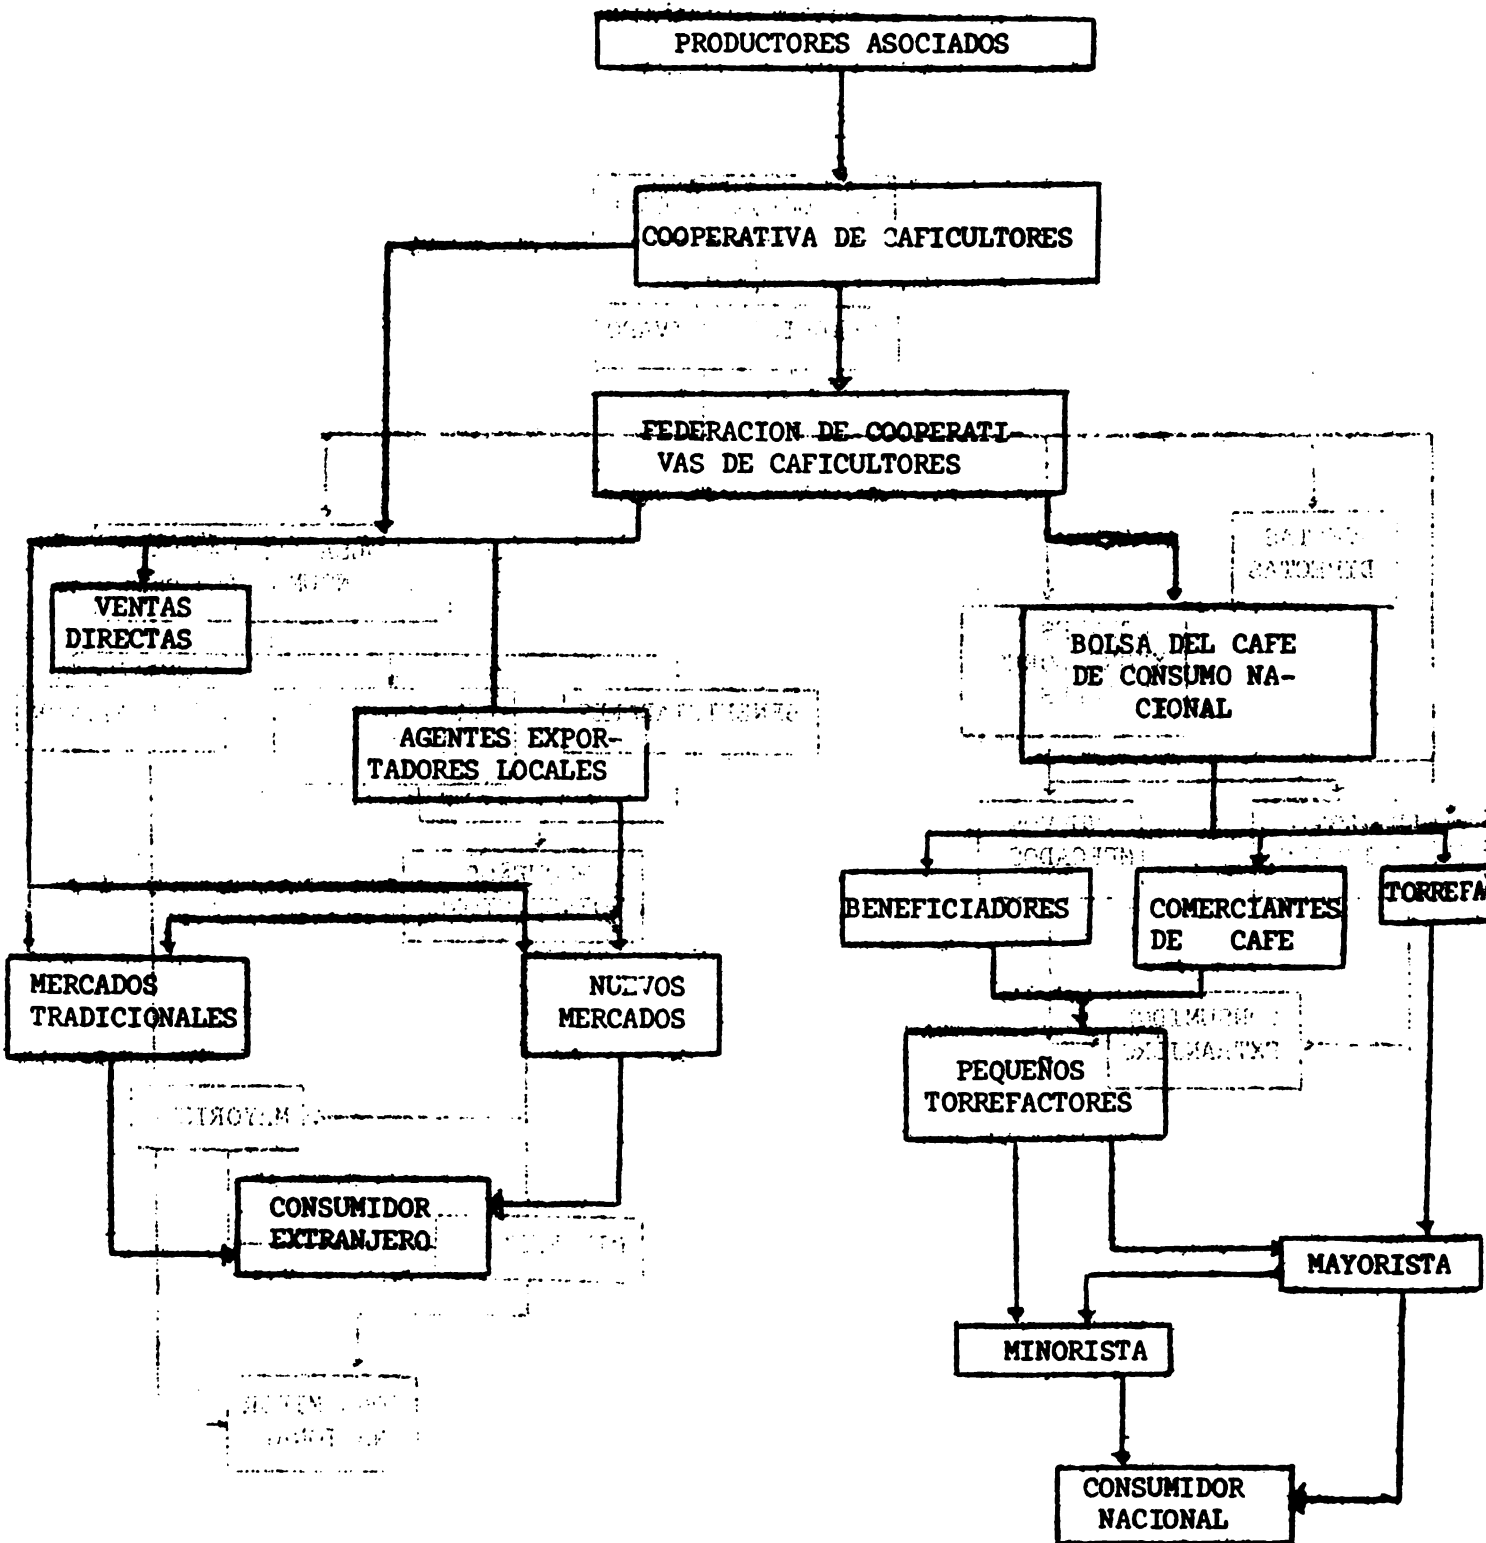 PRODUCTORES ASOCIADOS
COOPERATIVA DE CAFICULTORES
FEDERACION DE COOPERATI-
VAS DE CAFICULTORES
VENTAS
DIRECTAS
BOLSA DEL CAFE
DE CONSUMO NA-
CIONAL
AGENTES EXPOR-
TADORES LOCALES
BENEFICIADORES
COMERCIANTES
DE CAFE
TORREFA
MERCADOS
TRADICIONALES
NUEVOS
MERCADOS
PEQUEÑOS
TORREFACTORES
CONSUMIDOR
EXTRANJERO
MAYORISTA
MINORISTA
CONSUMIDOR
NACIONAL